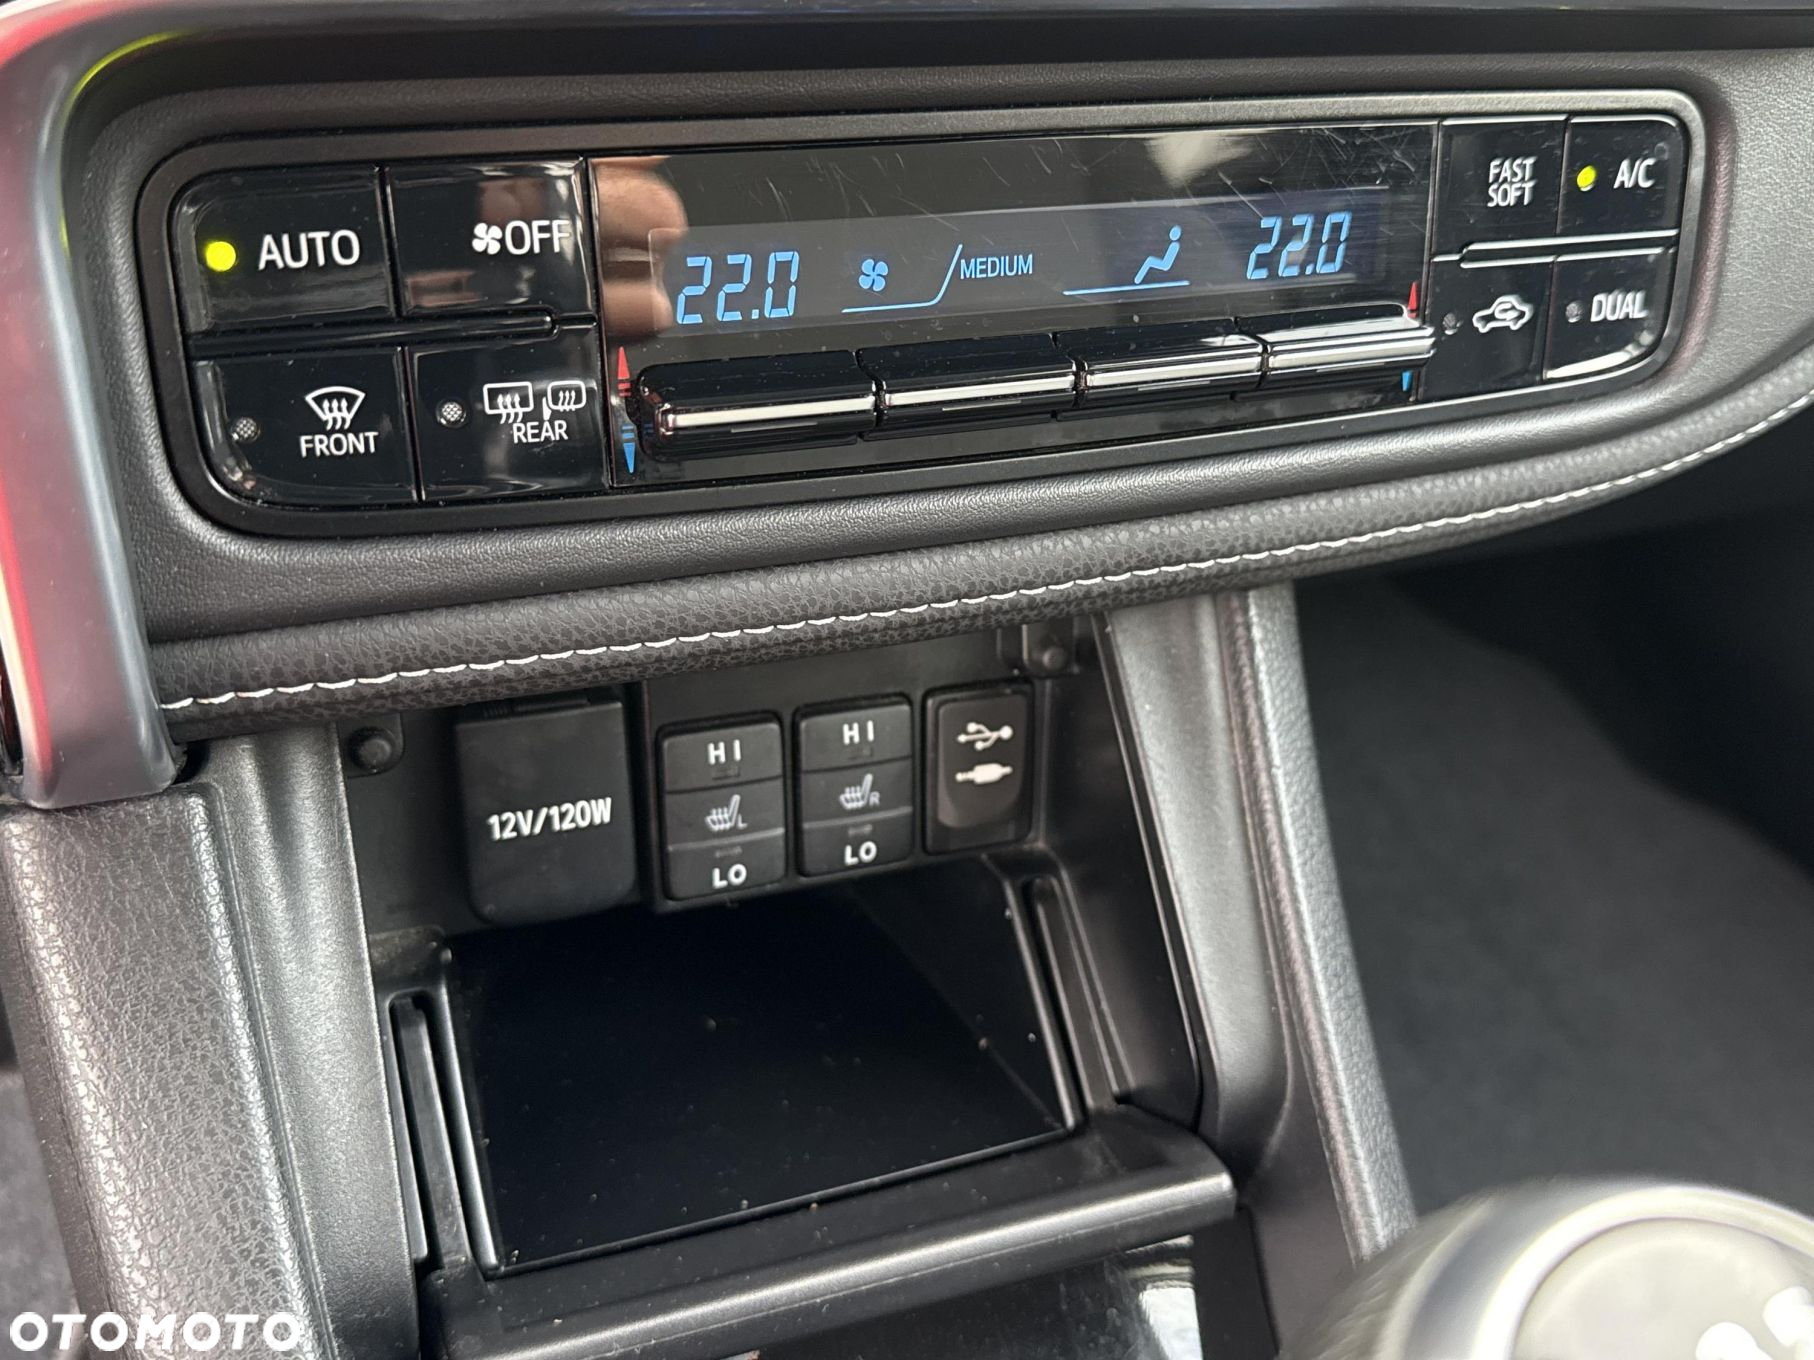 AUTO
OFF
22.0
MEDIUM
22.0
FAST
SOFT
A/C
FRONT
REAR
DUAL
12V/120W
HI
L
LO
HI
R
LO
OTOMOTO